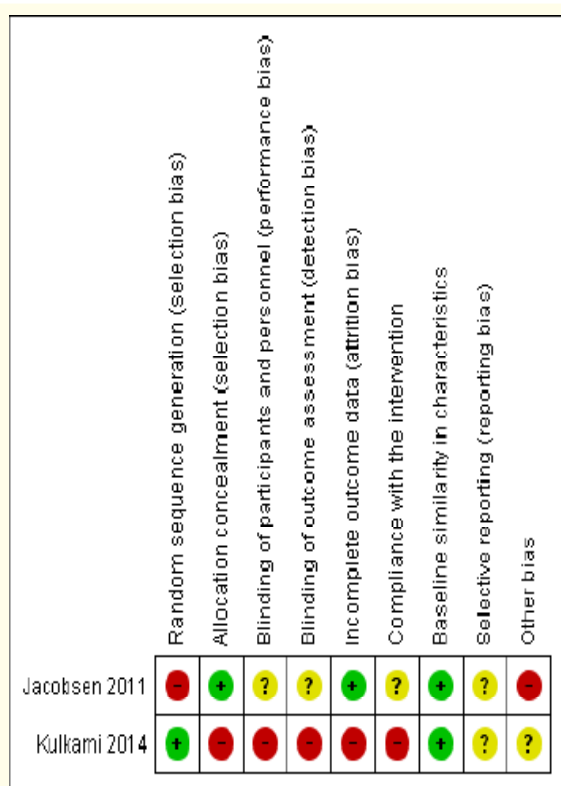 Random sequence generation (selection bias)
Allocation concealment (selection bias)
Blinding of participants and personnel (performance bias)
Blinding of outcome assessment (detection bias)
Incomplete outcome data (attrition bias)
Compliance with the intervention
Baseline similarity in characteristics
Selective reporting (reporting bias)
Other bias
Jacobsen 2011 - + ? ? + ? + ? -
Kulkami 2014 + - - - - - + ? ?